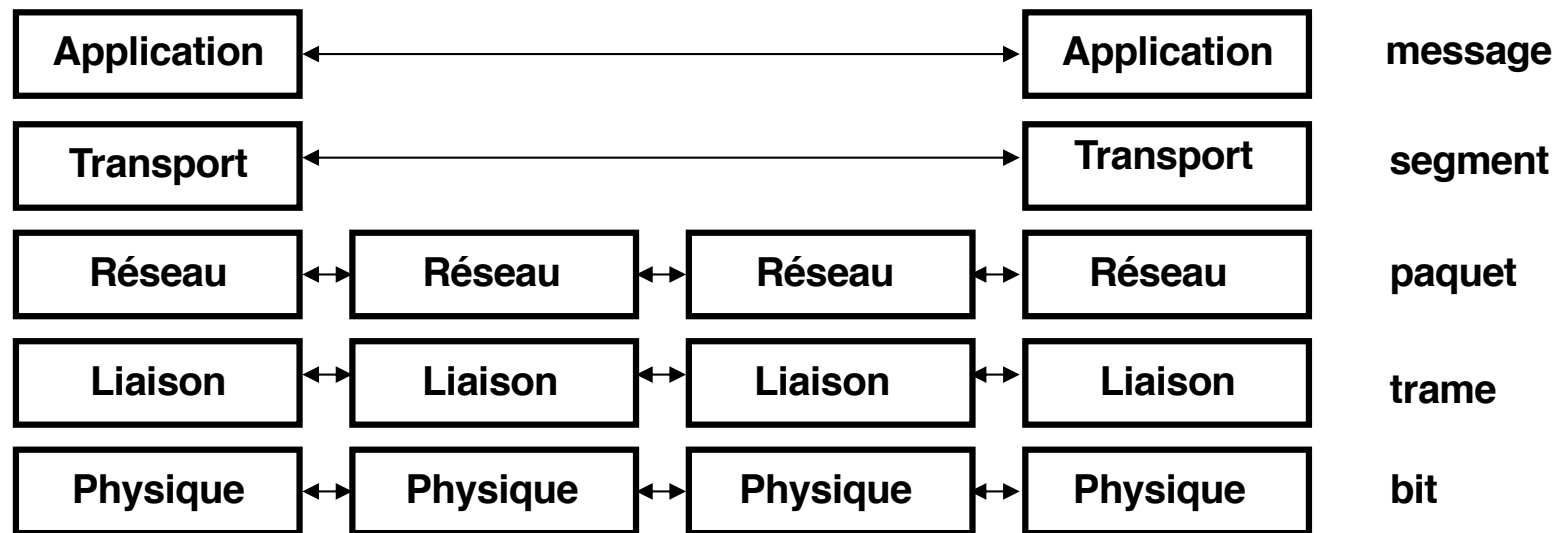 Application Application message
Transport Transport segment
Réseau Réseau Réseau Réseau paquet
Liaison Liaison Liaison Liaison trame
Physique Physique Physique Physique bit